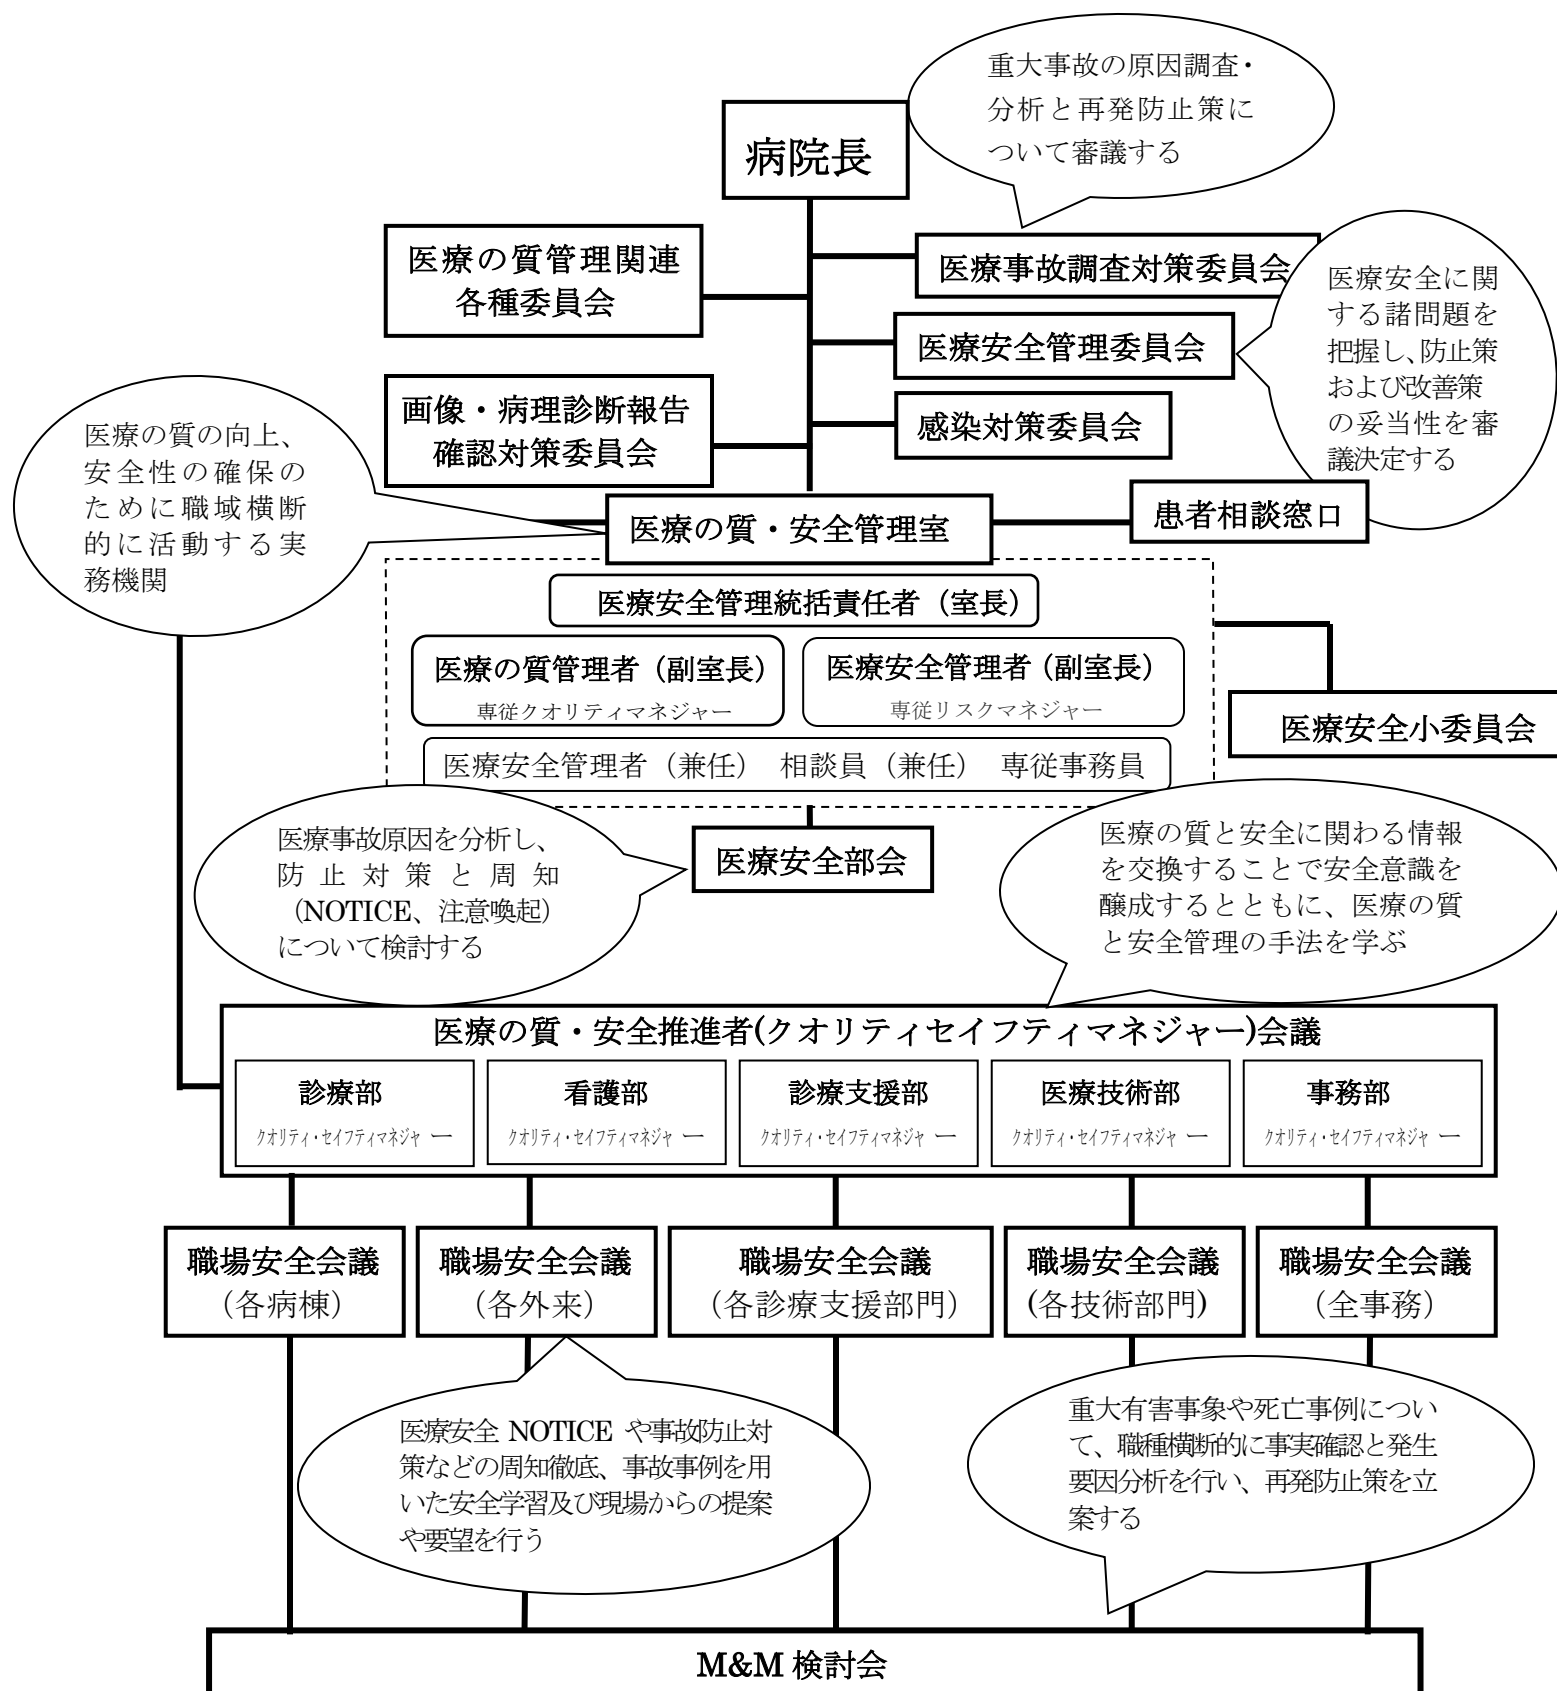 重大事故の原因調査・
分析と再発防止策に
ついて審議する
病院長
医療の質管理関連
各種委員会
医療事故調査対策委員会
医療安全に関
する諸問題を
把握し、防止策
および改善策
の妥当性を審
議決定する
医療安全管理委員会
画像・病理診断報告
確認対策委員会
感染対策委員会
医療の質の向上、
安全性の確保の
ために職域横断
的に活動する実
務機関
医療の質・安全管理室
患者相談窓口
医療安全管理統括責任者（室長）
医療の質管理者（副室長）
専従クオリティマネジャー
医療安全管理者（副室長）
専従リスクマネジャー
医療安全小委員会
医療安全管理者（兼任）　相談員（兼任）　専従事務員
医療事故原因を分析し、
防止対策と周知
（NOTICE、注意喚起）
について検討する
医療安全部会
医療の質と安全に関わる情報
を交換することで安全意識を
醸成するとともに、医療の質
と安全管理の手法を学ぶ
医療の質・安全推進者(クオリティセイフティマネジャー)会議
診療部
クオリティ・セイフティマネジャー
看護部
クオリティ・セイフティマネジャー
診療支援部
クオリティ・セイフティマネジャー
医療技術部
クオリティ・セイフティマネジャー
事務部
クオリティ・セイフティマネジャー
職場安全会議
（各病棟）
職場安全会議
（各外来）
職場安全会議
（各診療支援部門）
職場安全会議
(各技術部門)
職場安全会議
（全事務）
医療安全 NOTICE や事故防止対
策などの周知徹底、事故事例を用
いた安全学習及び現場からの提案
や要望を行う
重大有害事象や死亡事例につい
て、職種横断的に事実確認と発生
要因分析を行い、再発防止策を立
案する
M&M 検討会